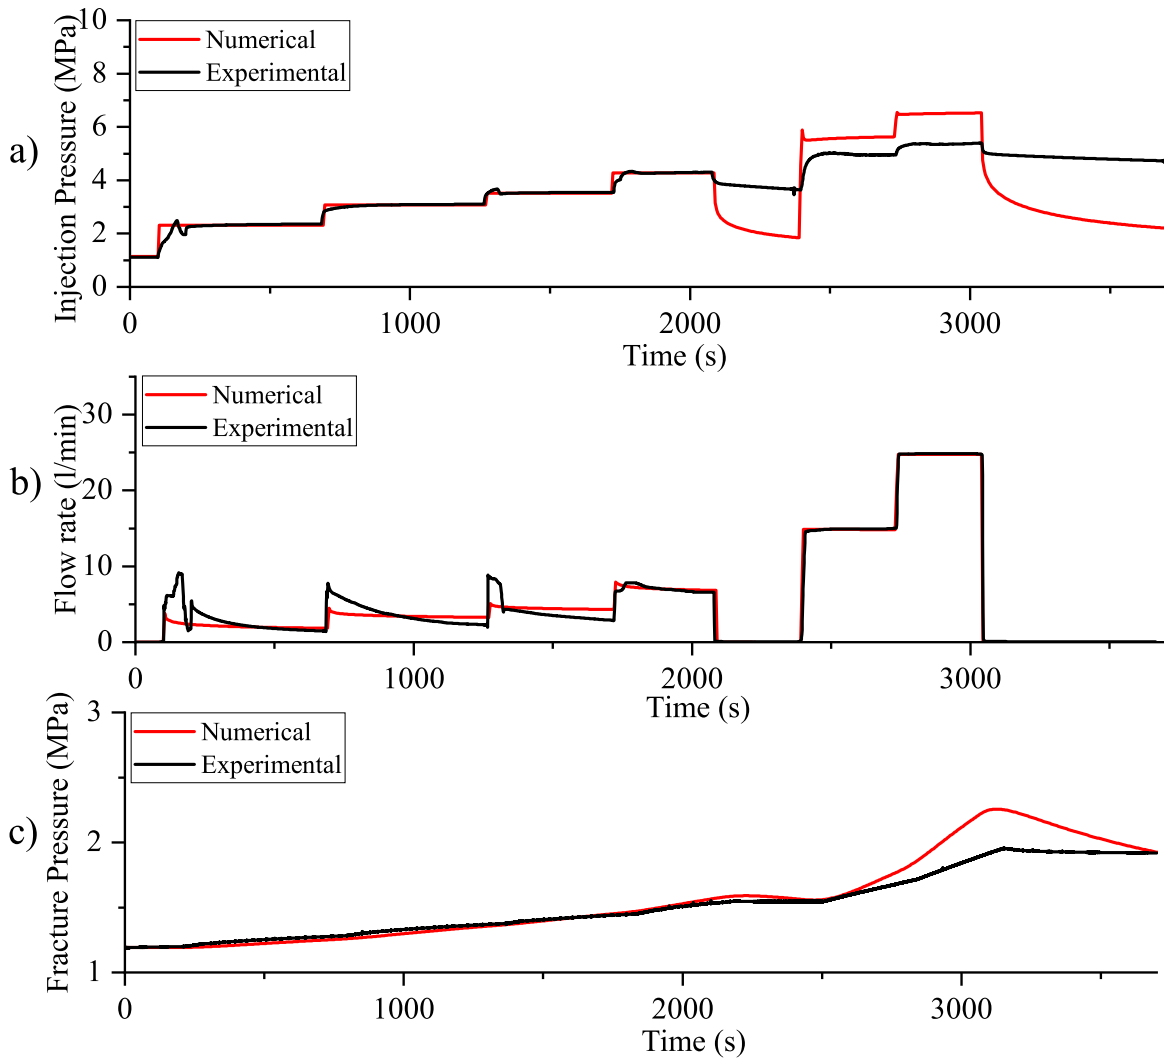 a)
Injection Pressure (MPa)
10
8
6
4
2
0
Numerical
Experimental
0
1000
2000
3000
Time (s)
b)
Flow rate (l/min)
30
20
10
0
Numerical
Experimental
0
1000
2000
3000
Time (s)
c)
Fracture Pressure (MPa)
3
2
1
Numerical
Experimental
0
1000
2000
3000
Time (s)